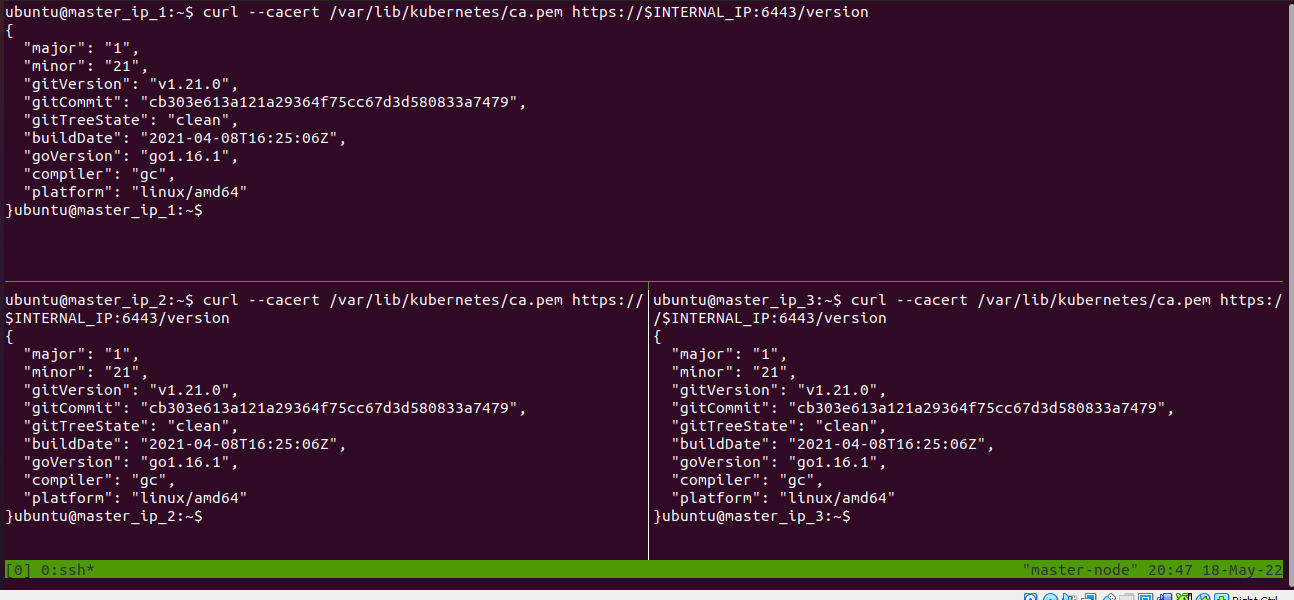 ubuntu@master_ip_1:~$ curl --cacert /var/lib/kubernetes/ca.pem https://$INTERNAL_IP:6443/version
{
  "major": "1",
  "minor": "21",
  "gitVersion": "v1.21.0",
  "gitCommit": "cb303e613a121a29364f75cc67d3d580833a7479",
  "gitTreeState": "clean",
  "buildDate": "2021-04-08T16:25:06Z",
  "goVersion": "go1.16.1",
  "compiler": "gc",
  "platform": "linux/amd64"
}ubuntu@master_ip_1:~$
ubuntu@master_ip_2:~$ curl --cacert /var/lib/kubernetes/ca.pem https://
$INTERNAL_IP:6443/version
{
  "major": "1",
  "minor": "21",
  "gitVersion": "v1.21.0",
  "gitCommit": "cb303e613a121a29364f75cc67d3d580833a7479",
  "gitTreeState": "clean",
  "buildDate": "2021-04-08T16:25:06Z",
  "goVersion": "go1.16.1",
  "compiler": "gc",
  "platform": "linux/amd64"
}ubuntu@master_ip_2:~$
ubuntu@master_ip_3:~$ curl --cacert /var/lib/kubernetes/ca.pem https:/
/$INTERNAL_IP:6443/version
{
  "major": "1",
  "minor": "21",
  "gitVersion": "v1.21.0",
  "gitCommit": "cb303e613a121a29364f75cc67d3d580833a7479",
  "gitTreeState": "clean",
  "buildDate": "2021-04-08T16:25:06Z",
  "goVersion": "go1.16.1",
  "compiler": "gc",
  "platform": "linux/amd64"
}ubuntu@master_ip_3:~$
[0] 0:ssh*
"master-node" 20:47 18-May-22
Right Ctrl